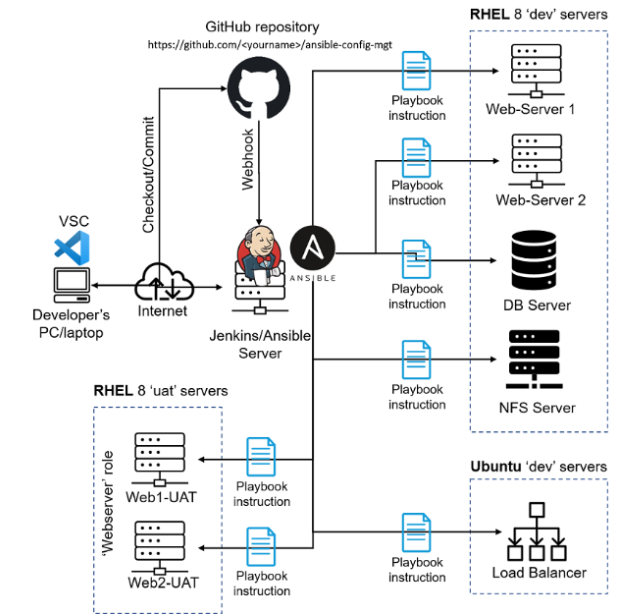 GitHub repository
https://github.com/<yourname>/ansible-config-mgt
RHEL 8 ‘dev’ servers
Playbook
instruction
Web-Server 1
Checkout/Commit
Webhook
Playbook
instruction
Web-Server 2
VSC
ANSIBLE
Playbook
instruction
DB Server
Developer's
PC/laptop
Internet
Jenkins/Ansible
Server
Playbook
instruction
NFS Server
RHEL 8 ‘uat’ servers
‘Webserver’ role
Web1-UAT
Playbook
instruction
Web2-UAT
Playbook
instruction
Ubuntu ‘dev’ servers
Playbook
instruction
Load Balancer